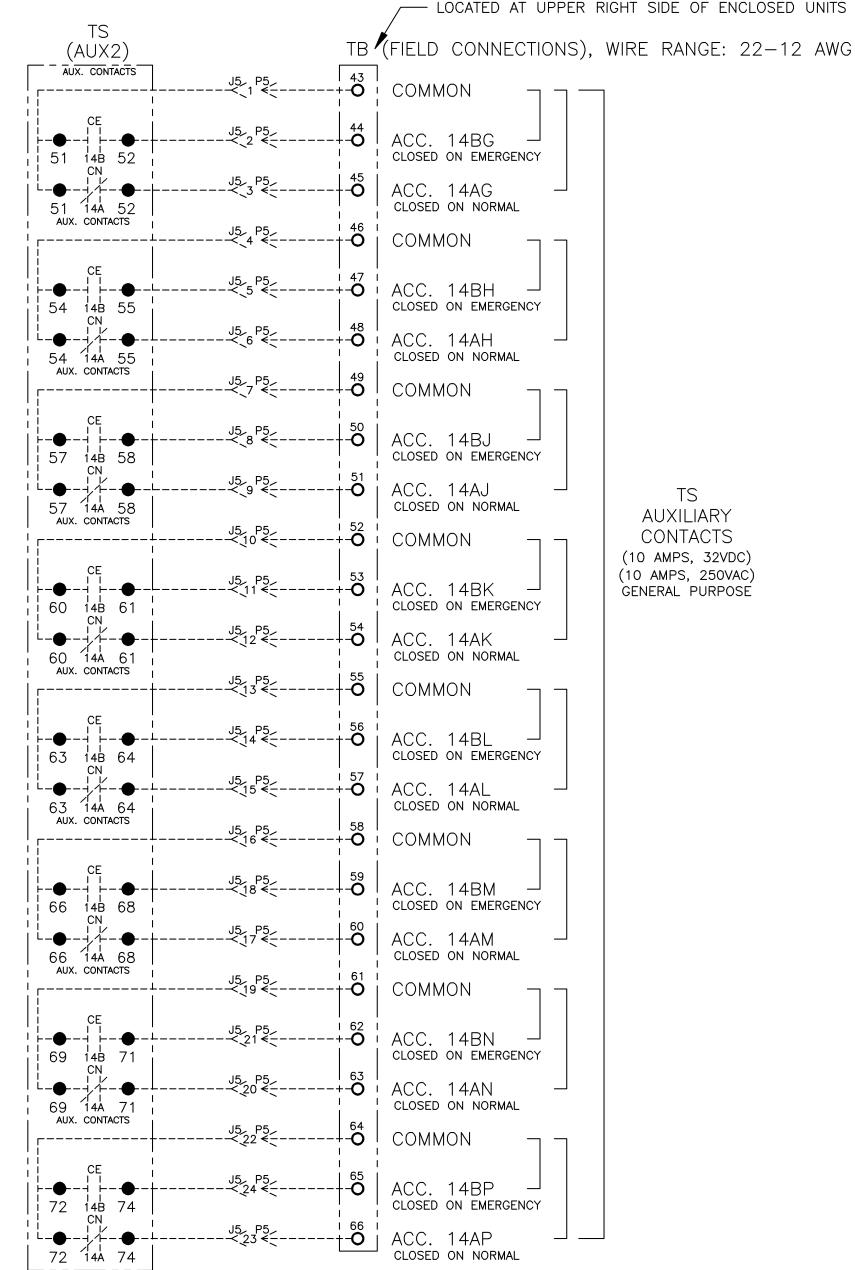 LOCATED AT UPPER RIGHT SIDE OF ENCLOSED UNITS
TS
(AUX2)
TB (FIELD CONNECTIONS), WIRE RANGE: 22-12 AWG
AUX. CONTACTS
J5 1 P5 43 COMMON
CE
J5 2 P5 44 ACC. 14BG
51 14B 52 CLOSED ON EMERGENCY
CN
J5 3 P5 45 ACC. 14AG
51 14A 52 CLOSED ON NORMAL
AUX. CONTACTS
J5 4 P5 46 COMMON
CE
J5 5 P5 47 ACC. 14BH
54 14B 55 CLOSED ON EMERGENCY
CN
J5 6 P5 48 ACC. 14AH
54 14A 55 CLOSED ON NORMAL
AUX. CONTACTS
J5 7 P5 49 COMMON
CE
J5 8 P5 50 ACC. 14BJ
57 14B 58 CLOSED ON EMERGENCY
CN
J5 9 P5 51 ACC. 14AJ
57 14A 58 CLOSED ON NORMAL
AUX. CONTACTS
J5 10 P5 52 COMMON
CE
J5 11 P5 53 ACC. 14BK
60 14B 61 CLOSED ON EMERGENCY
CN
J5 12 P5 54 ACC. 14AK
60 14A 61 CLOSED ON NORMAL
AUX. CONTACTS
J5 13 P5 55 COMMON
CE
J5 14 P5 56 ACC. 14BL
63 14B 64 CLOSED ON EMERGENCY
CN
J5 15 P5 57 ACC. 14AL
63 14A 64 CLOSED ON NORMAL
AUX. CONTACTS
J5 16 P5 58 COMMON
CE
J5 18 P5 59 ACC. 14BM
66 14B 68 CLOSED ON EMERGENCY
CN
J5 17 P5 60 ACC. 14AM
66 14A 68 CLOSED ON NORMAL
AUX. CONTACTS
J5 19 P5 61 COMMON
CE
J5 21 P5 62 ACC. 14BN
69 14B 71 CLOSED ON EMERGENCY
CN
J5 20 P5 63 ACC. 14AN
69 14A 71 CLOSED ON NORMAL
AUX. CONTACTS
J5 22 P5 64 COMMON
CE
J5 24 P5 65 ACC. 14BP
72 14B 74 CLOSED ON EMERGENCY
CN
J5 23 P5 66 ACC. 14AP
72 14A 74 CLOSED ON NORMAL
TS
AUXILIARY
CONTACTS
(10 AMPS, 32VDC)
(10 AMPS, 250VAC)
GENERAL PURPOSE